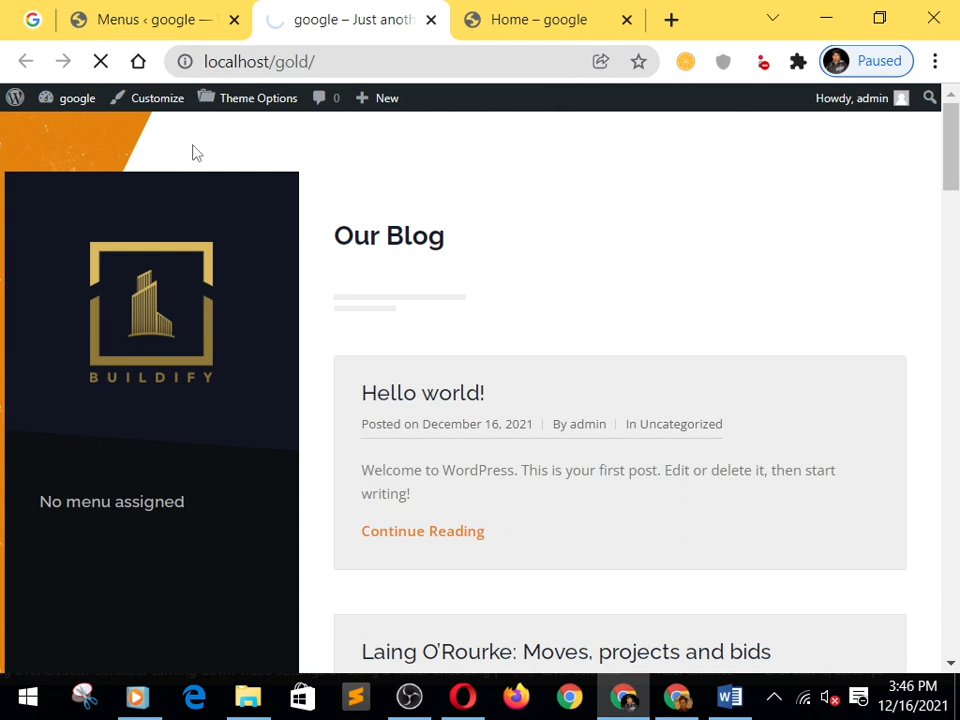 Menus ‹ google —
google – Just anoth
Home – google
localhost/gold/
Paused
google
Customize
Theme Options
0
New
Howdy, admin
BUILDIFY
No menu assigned
Our Blog
Hello world!
Posted on December 16, 2021
By admin
In Uncategorized
Welcome to WordPress. This is your first post. Edit or delete it, then start
writing!
Continue Reading
Laing O'Rourke: Moves, projects and bids
3:46 PM
12/16/2021